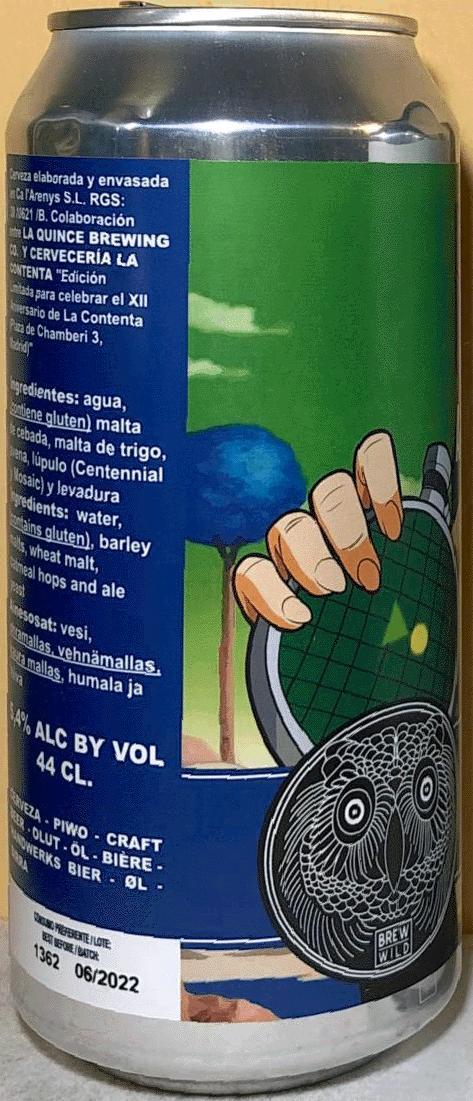 Cerveza elaborada y envasada
en Ca l'Arenys S.L. RGS:
/B. Colaboración
entre LA QUINCE BREWING
CO. Y CERVECERÍA LA
CONTENTA "Edición
Limitada para celebrar el XII
Aniversario de La Contenta
(Plaza de Chamberi 3,
Madrid)"
Ingredientes: agua,
(contiene gluten) malta
de cebada, malta de trigo,
avena, lúpulo (Centennial
y Mosaic) y levadura
Ingredients: water,
(contains gluten), barley
malts, wheat malt,
oatmeal hops and ale
yeast
Ainesosat: vesi,
ohramallas, vehnämallas,
kaura mallas, humala ja
hiiva
5,4% ALC BY VOL
44 CL.
CERVEZA - PIWO - CRAFT
BEER - OLUT - ÖL - BIÈRE -
HANDWERKS BIER - ØL -
CONSUMO PREFERENTE / LOTE:
BEST BEFORE / BATCH:
1362 06/2022
BREW
WILD